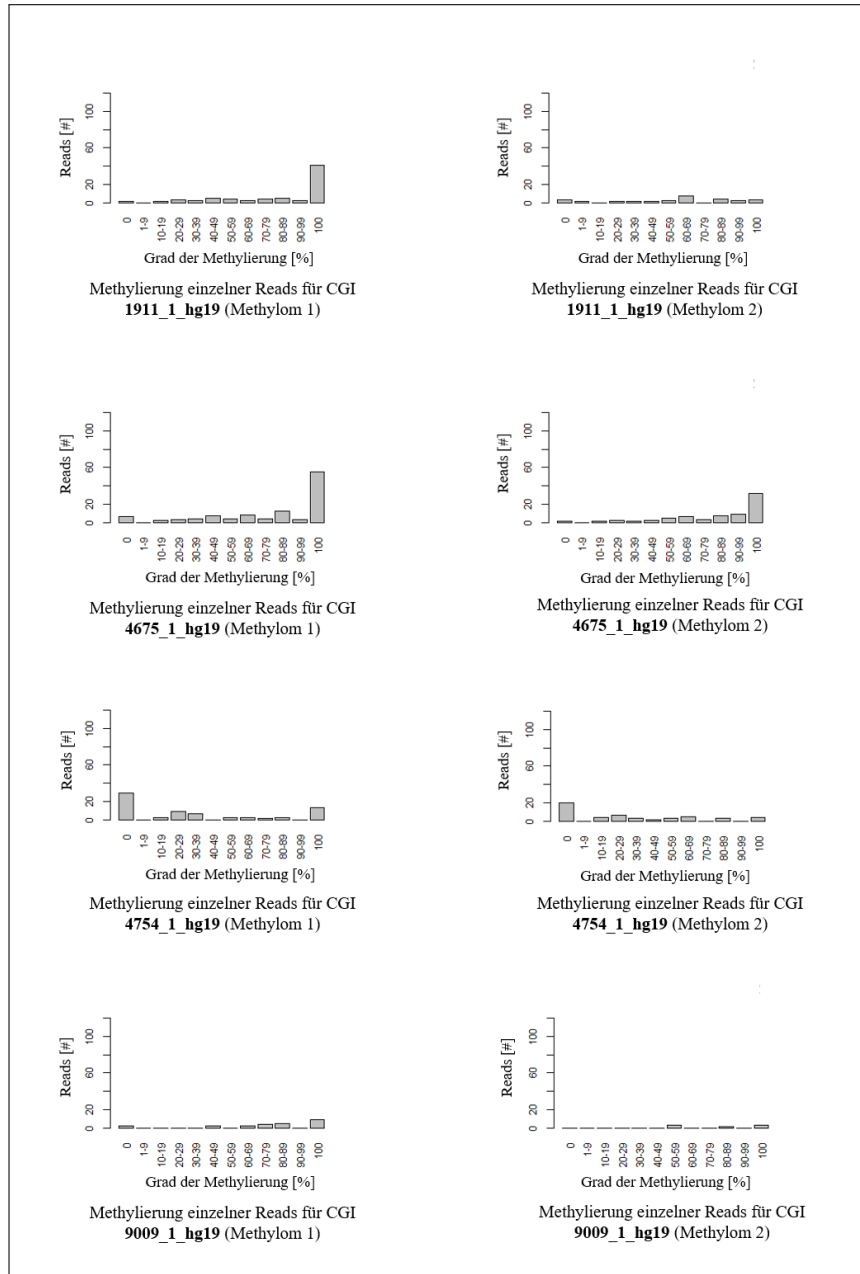 Reads [#]
0 20 60 100
0 1-9 10-19 20-29 30-39 40-49 50-59 60-69 70-79 80-89 90-99 100
Grad der Methylierung [%]
Methylierung einzelner Reads für CGI
1911_1_hg19 (Methylom 1)
Reads [#]
0 20 60 100
0 1-9 10-19 20-29 30-39 40-49 50-59 60-69 70-79 80-89 90-99 100
Grad der Methylierung [%]
Methylierung einzelner Reads für CGI
1911_1_hg19 (Methylom 2)
Reads [#]
0 20 60 100
0 1-9 10-19 20-29 30-39 40-49 50-59 60-69 70-79 80-89 90-99 100
Grad der Methylierung [%]
Methylierung einzelner Reads für CGI
4675_1_hg19 (Methylom 1)
Reads [#]
0 20 60 100
0 1-9 10-19 20-29 30-39 40-49 50-59 60-69 70-79 80-89 90-99 100
Grad der Methylierung [%]
Methylierung einzelner Reads für CGI
4675_1_hg19 (Methylom 2)
Reads [#]
0 20 60 100
0 1-9 10-19 20-29 30-39 40-49 50-59 60-69 70-79 80-89 90-99 100
Grad der Methylierung [%]
Methylierung einzelner Reads für CGI
4754_1_hg19 (Methylom 1)
Reads [#]
0 20 60 100
0 1-9 10-19 20-29 30-39 40-49 50-59 60-69 70-79 80-89 90-99 100
Grad der Methylierung [%]
Methylierung einzelner Reads für CGI
4754_1_hg19 (Methylom 2)
Reads [#]
0 20 60 100
0 1-9 10-19 20-29 30-39 40-49 50-59 60-69 70-79 80-89 90-99 100
Grad der Methylierung [%]
Methylierung einzelner Reads für CGI
9009_1_hg19 (Methylom 1)
Reads [#]
0 20 60 100
0 1-9 10-19 20-29 30-39 40-49 50-59 60-69 70-79 80-89 90-99 100
Grad der Methylierung [%]
Methylierung einzelner Reads für CGI
9009_1_hg19 (Methylom 2)